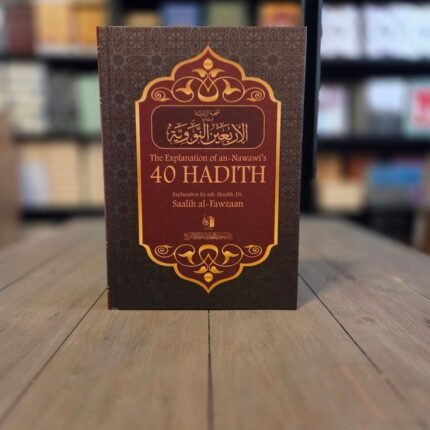 الأربعين النووية
The Explanation of an-Nawawi's
40 HADITH
Explanation by ash-Shaykh, Dr.
Saalih al-Fawzaan